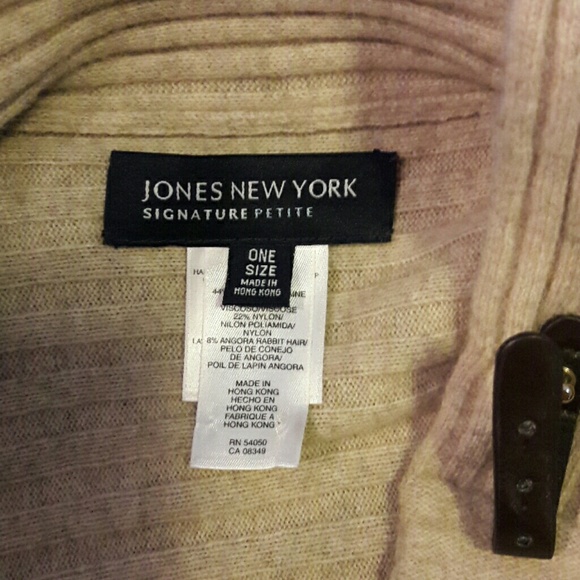 JONES NEW YORK
SIGNATURE PETITE
ONE
SIZE
MADE IN
HONG KONG
VISCOSO/VISCOSE
22% NYLON/
NILON POLIAMIDA/
NYLON
8% ANGORA RABBIT HAIR/
PELO DE CONEJO
DE ANGORA/
POIL DE LAPIN ANGORA
MADE IN
HONG KONG
HECHO EN
HONG KONG
FABRIQUE A
HONG KONG
RN 54050
CA 08349